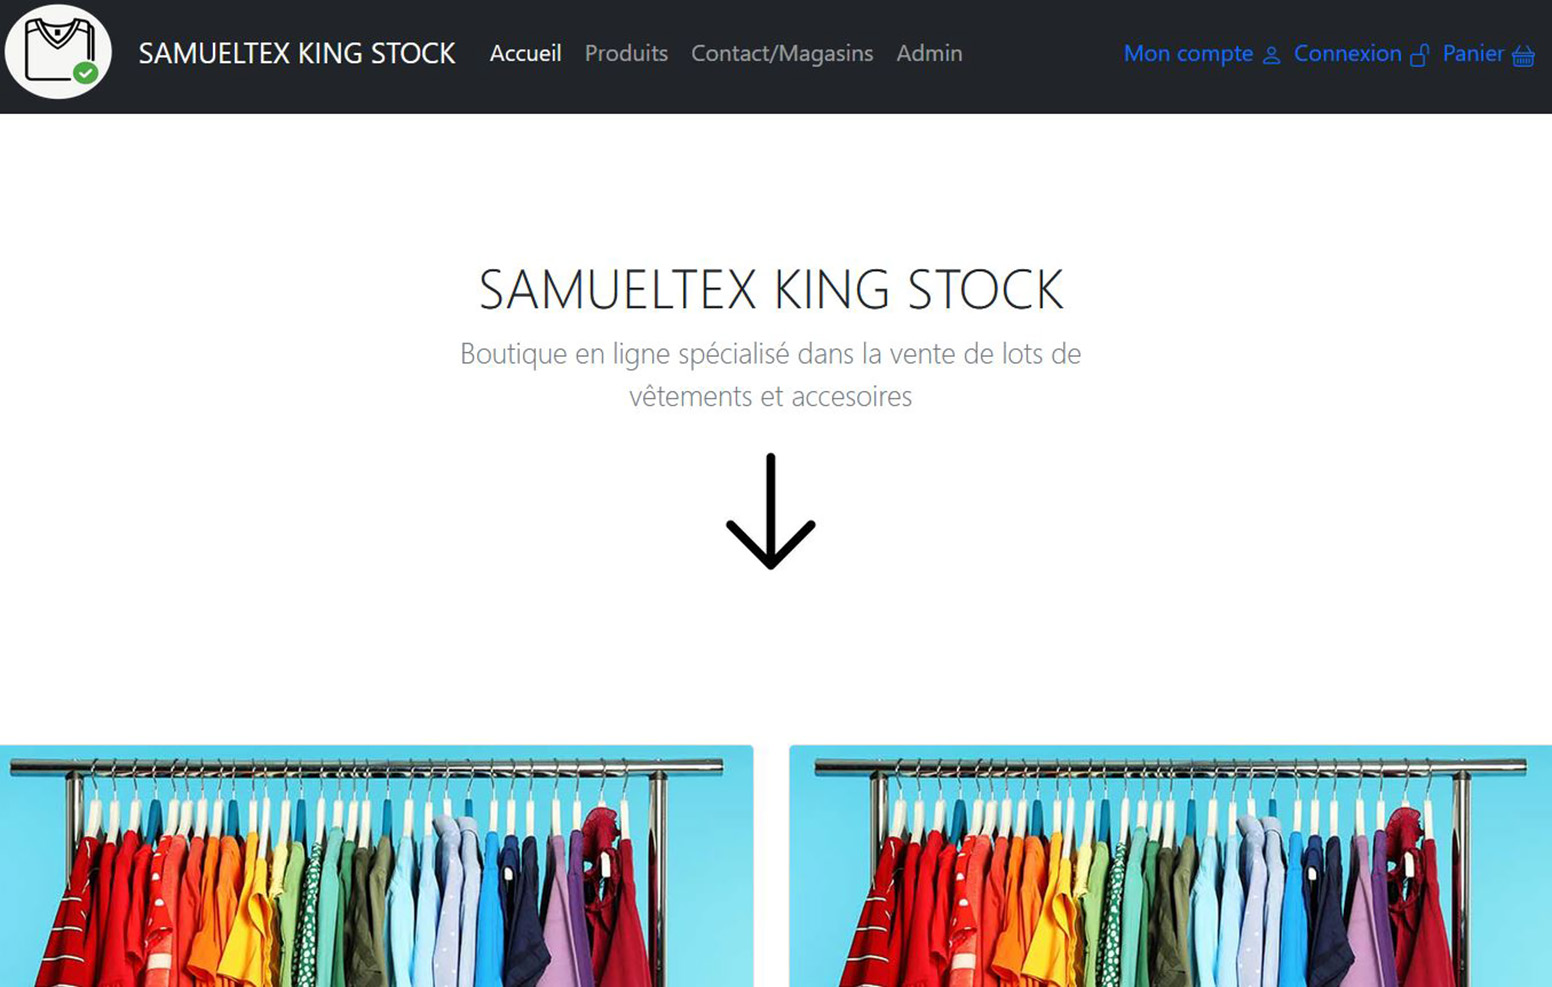 SAMUELTEX KING STOCK Accueil Produits Contact/Magasins Admin Mon compte Connexion Panier
SAMUELTEX KING STOCK
Boutique en ligne spécialisé dans la vente de lots de
vêtements et accesoires